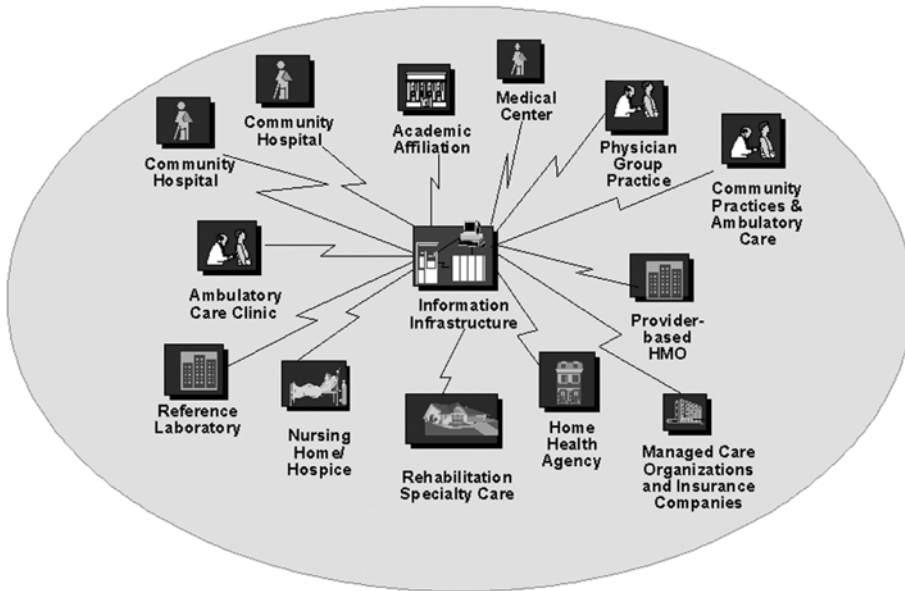 Community
Hospital
Community
Hospital
Academic
Affiliation
Medical
Center
Physician
Group
Practice
Community
Practices &
Ambulatory
Care
Ambulatory
Care Clinic
Information
Infrastructure
Provider-
based
HMO
Reference
Laboratory
Nursing
Home/
Hospice
Rehabilitation
Specialty Care
Home
Health
Agency
Managed Care
Organizations
and Insurance
Companies